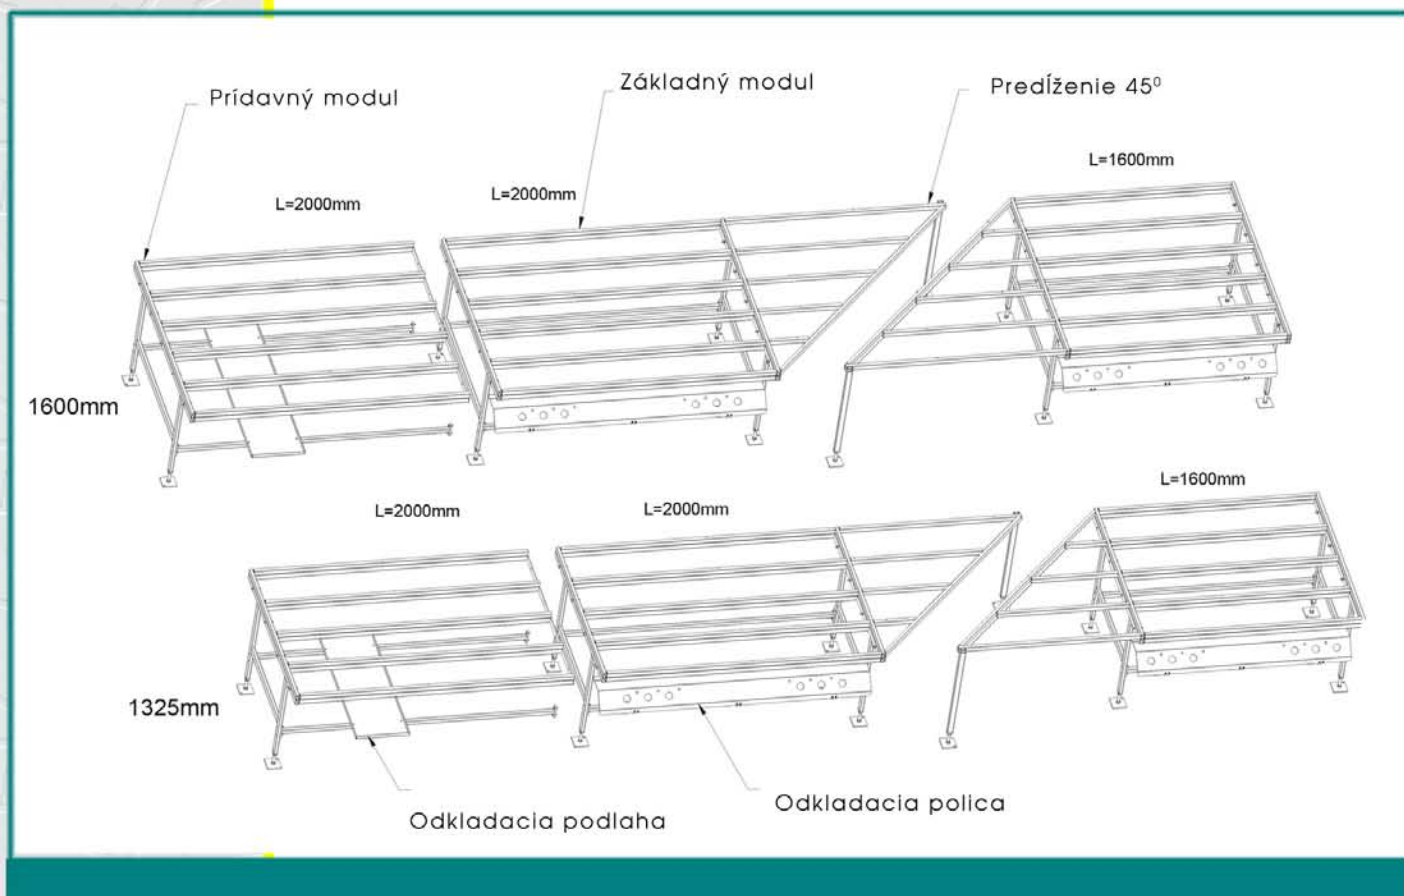 Prídavný modul
Základný modul
Predĺženie 45⁰
L=2000mm
L=2000mm
L=1600mm
1600mm
L=2000mm
L=2000mm
L=1600mm
1325mm
Odkladacia podlaha
Odkladacia polica